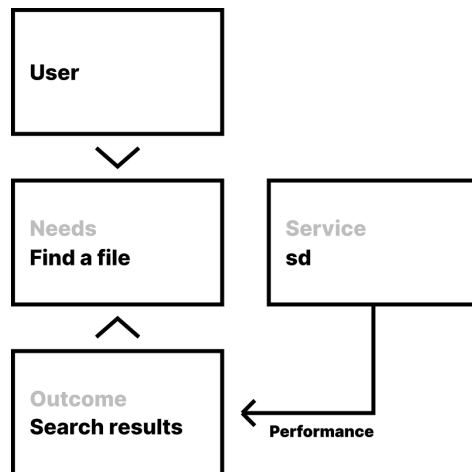 User
Needs
Find a file
Service
sd
Outcome
Search results
Performance